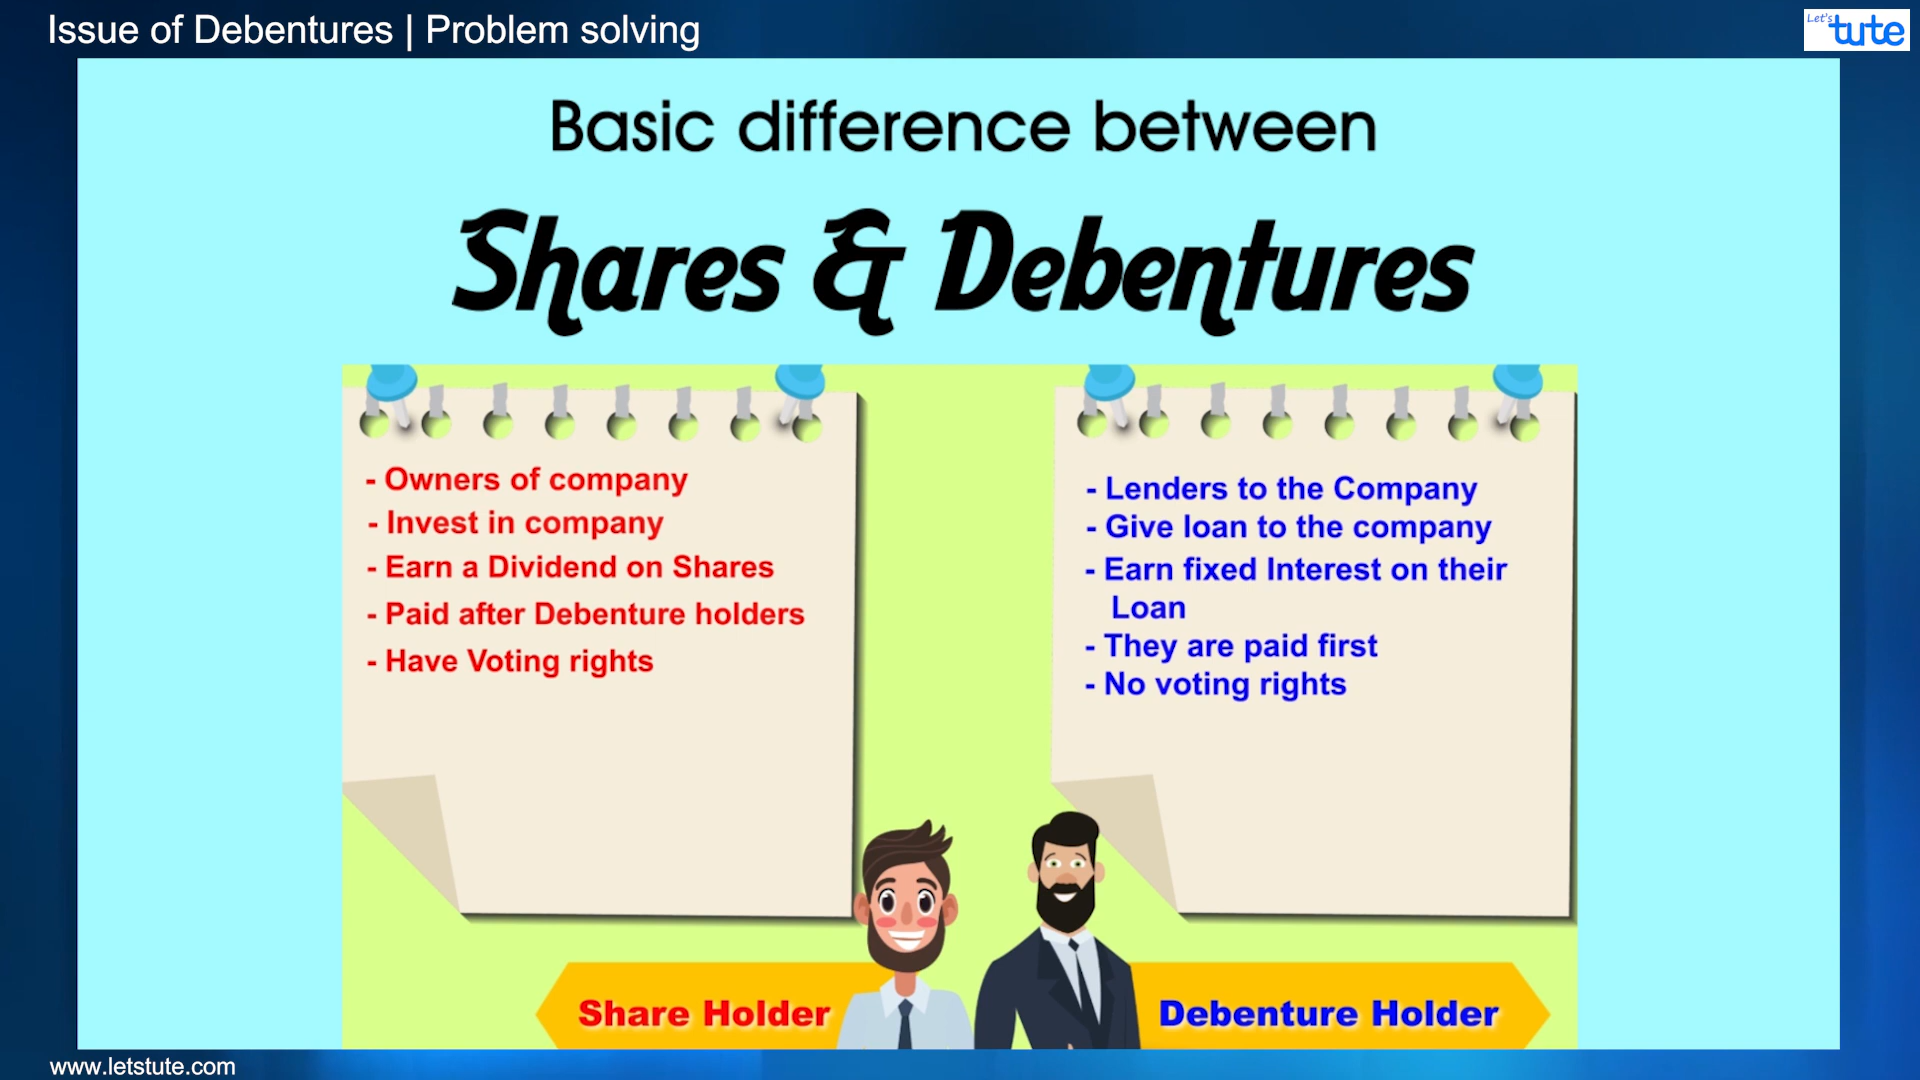 Issue of Debentures | Problem solving
Let's tute
Basic difference between
Shares & Debentures
- Owners of company
- Invest in company
- Earn a Dividend on Shares
- Paid after Debenture holders
- Have Voting rights
- Lenders to the Company
- Give loan to the company
- Earn fixed Interest on their
Loan
- They are paid first
- No voting rights
Share Holder
Debenture Holder
www.letstute.com